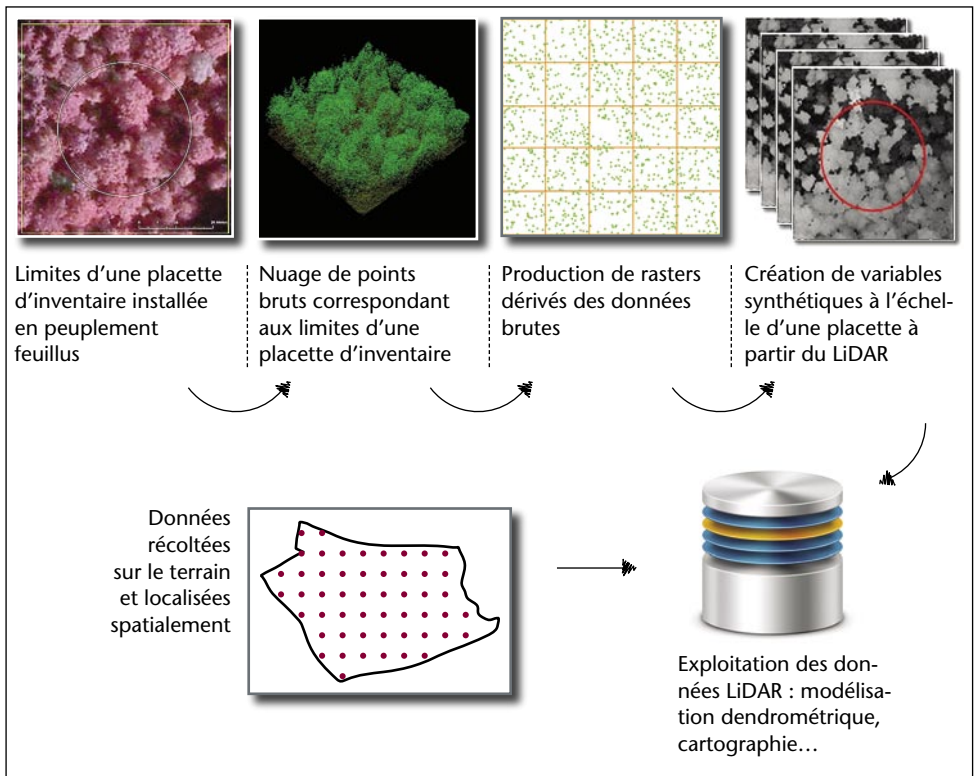 Limites d'une placette
d'inventaire installée
en peuplement
feuillus
Nuage de points
bruts correspondant
aux limites d'une
placette d'inventaire
Production de rasters
dérivés des données
brutes
Création de variables
synthétiques à l'échel-
le d'une placette à
partir du LiDAR
Données
récoltées
sur le terrain
et localisées
spatialement
Exploitation des don-
nées LiDAR : modélisa-
tion dendrométrique,
cartographie…